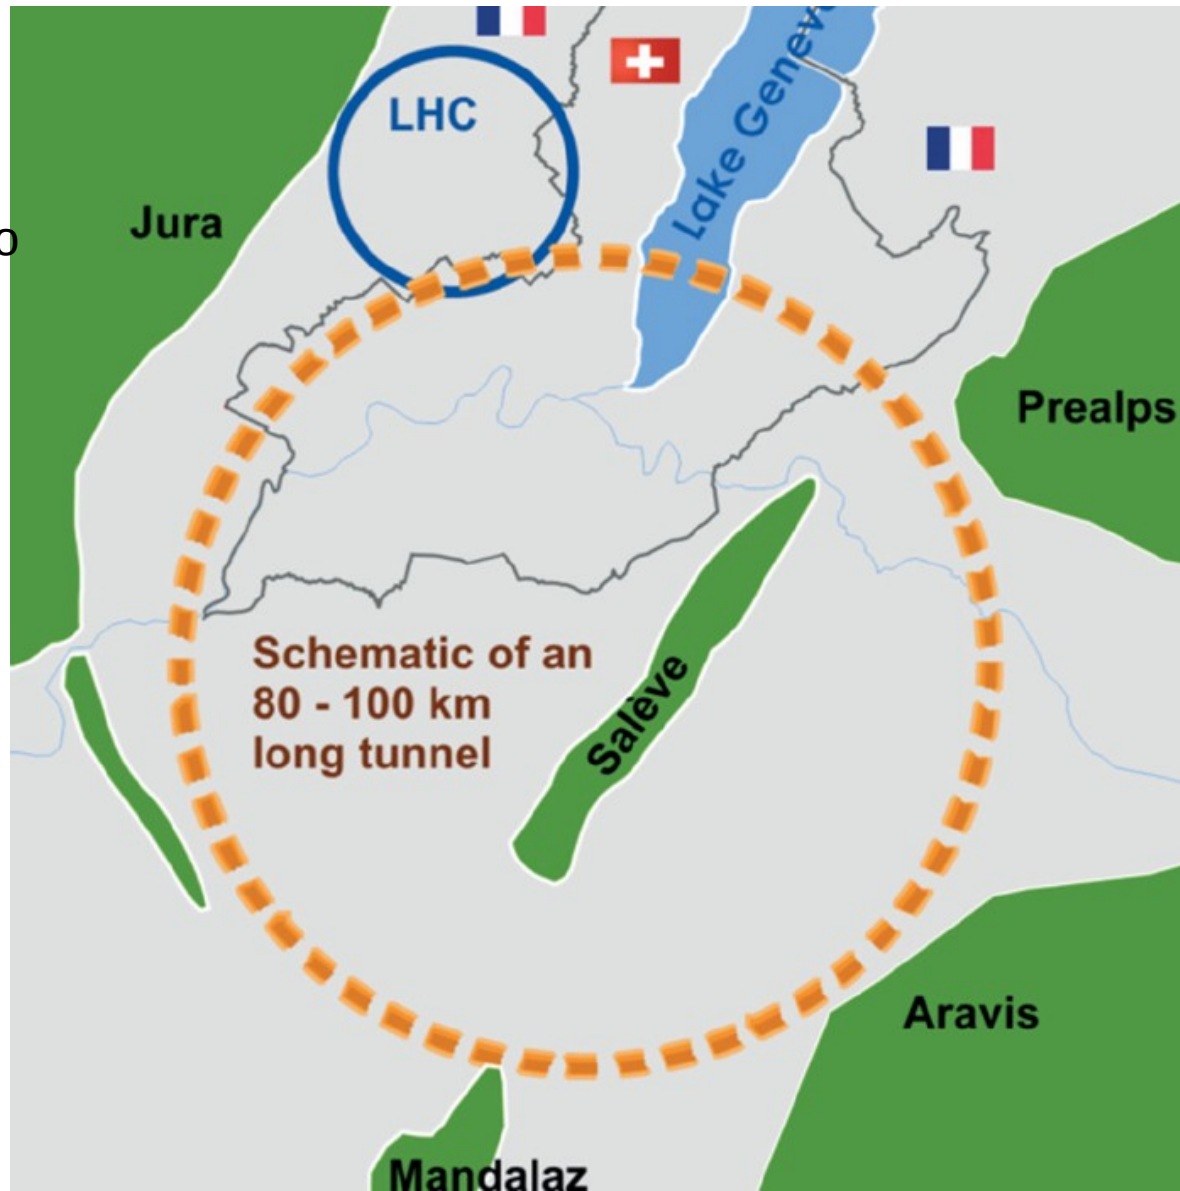 LHC
Lake Genev
Jura
o
Prealps
Schematic of an
80 - 100 km
long tunnel
Salève
Aravis
Mandalaz